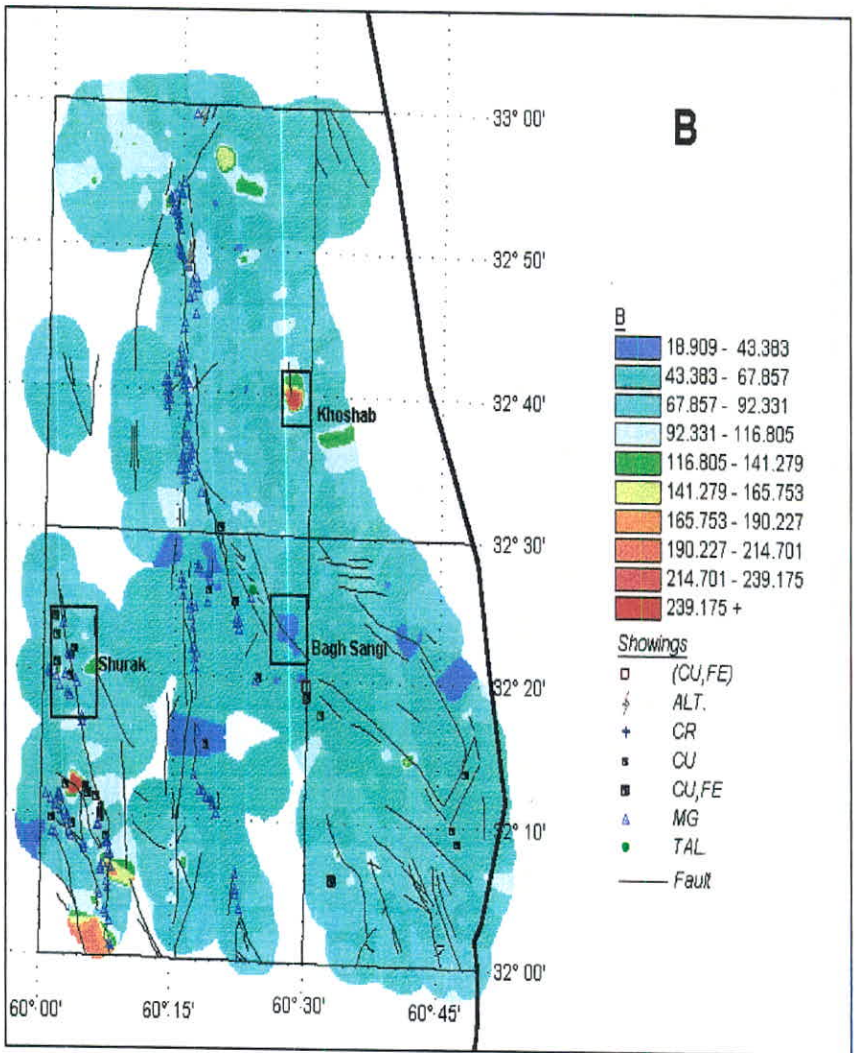 B
33° 00'
32° 50'
32° 40'
32° 30'
32° 20'
32° 10'
32° 00'
60°:00'
60°:15'
60°:30'
60°:45'
Khoshab
Bagh Sangi
Shurak
B
18.909 - 43.383
43.383 - 67.857
67.857 - 92.331
92.331 - 116.805
116.805 - 141.279
141.279 - 165.753
165.753 - 190.227
190.227 - 214.701
214.701 - 239.175
239.175 +
Showings
(CU,FE)
ALT.
CR
CU
CU,FE
MG
TAL.
Fault